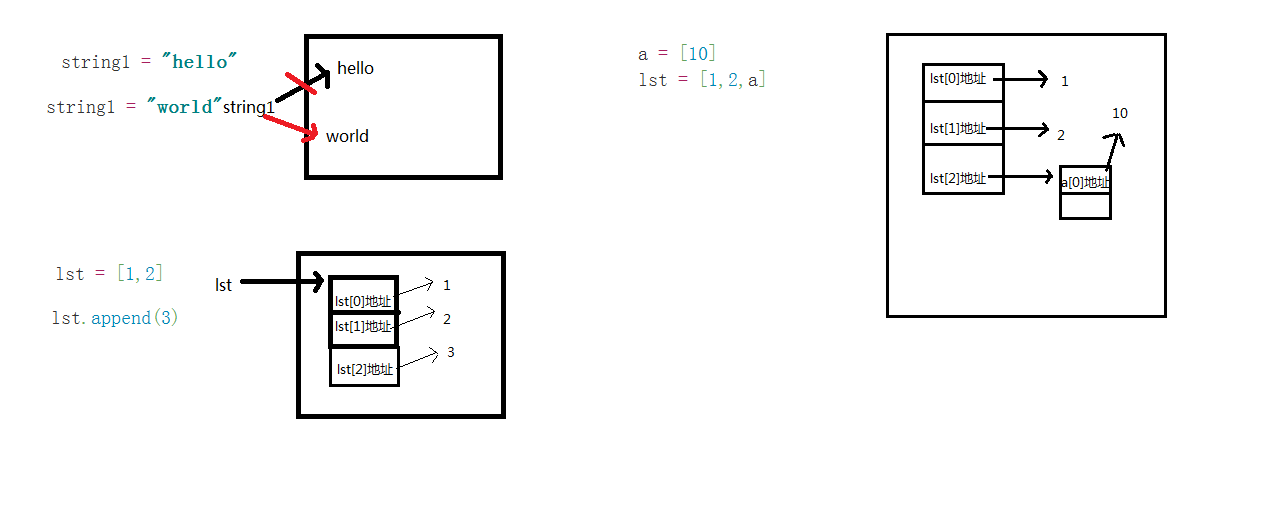 string1 = "hello"
string1 = "world"
string1
hello
world
lst = [1,2]
lst.append(3)
lst
lst[0]地址
1
lst[1]地址
2
lst[2]地址
3
a = [10]
lst = [1,2,a]
lst[0]地址
1
lst[1]地址
2
lst[2]地址
10
a[0]地址